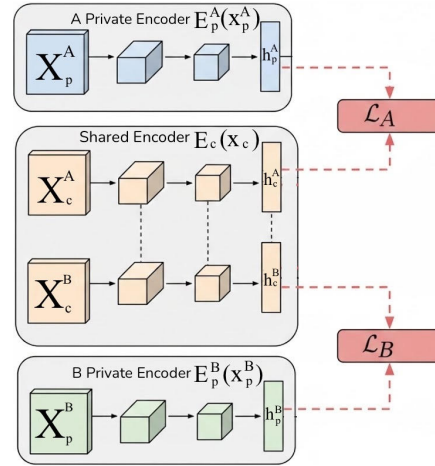 A Private Encoder E_p^A(x_p^A)
X_p^A
h_p^A
L_A
Shared Encoder E_c(x_c)
X_c^A
h_c^A
X_c^B
h_c^B
L_B
B Private Encoder E_p^B(x_p^B)
X_p^B
h_p^B